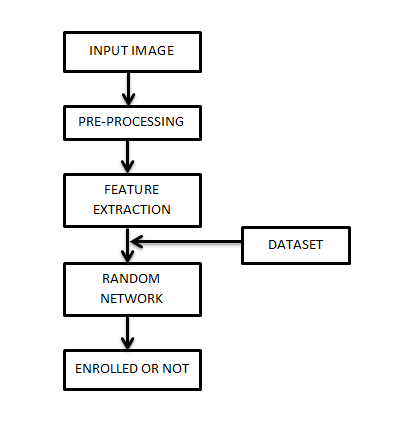 INPUT IMAGE
PRE-PROCESSING
FEATURE
EXTRACTION
DATASET
RANDOM
NETWORK
ENROLLED OR NOT